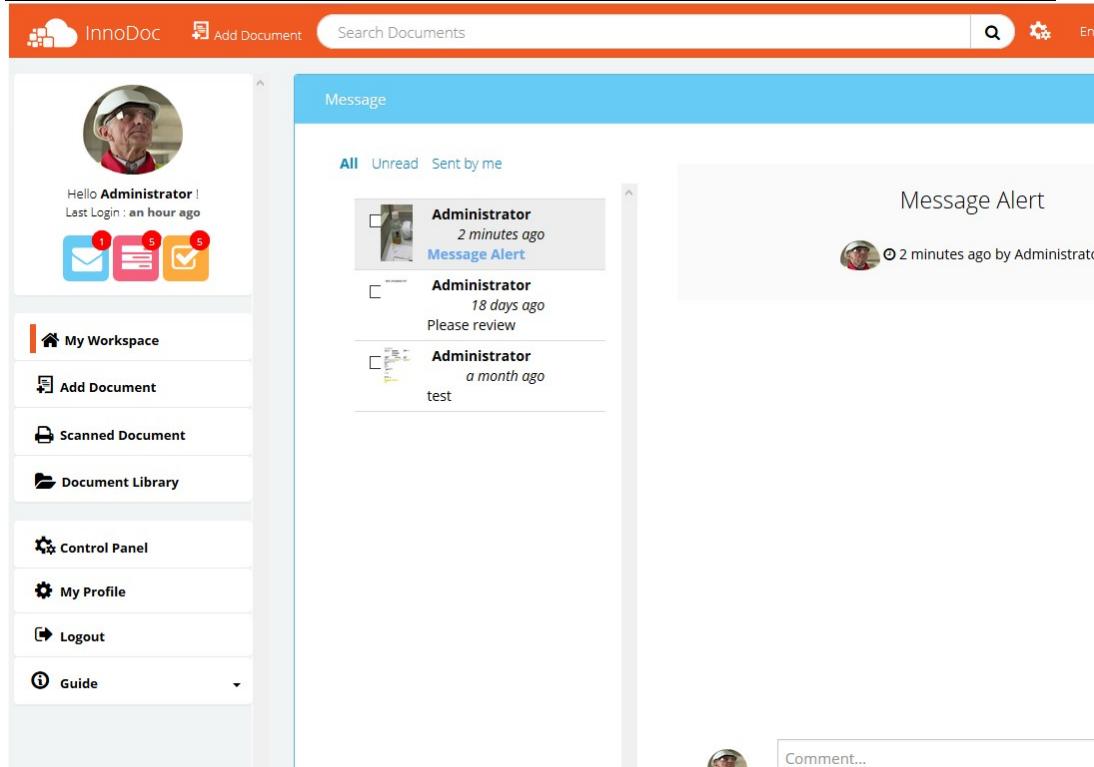 InnoDoc Add Document Search Documents En
Message
Hello Administrator !
Last Login : an hour ago
1 5 5
My Workspace
Add Document
Scanned Document
Document Library
Control Panel
My Profile
Logout
Guide
All Unread Sent by me
Administrator
2 minutes ago
Message Alert
Administrator
18 days ago
Please review
Administrator
a month ago
test
Message Alert
2 minutes ago by Administrato
Comment...